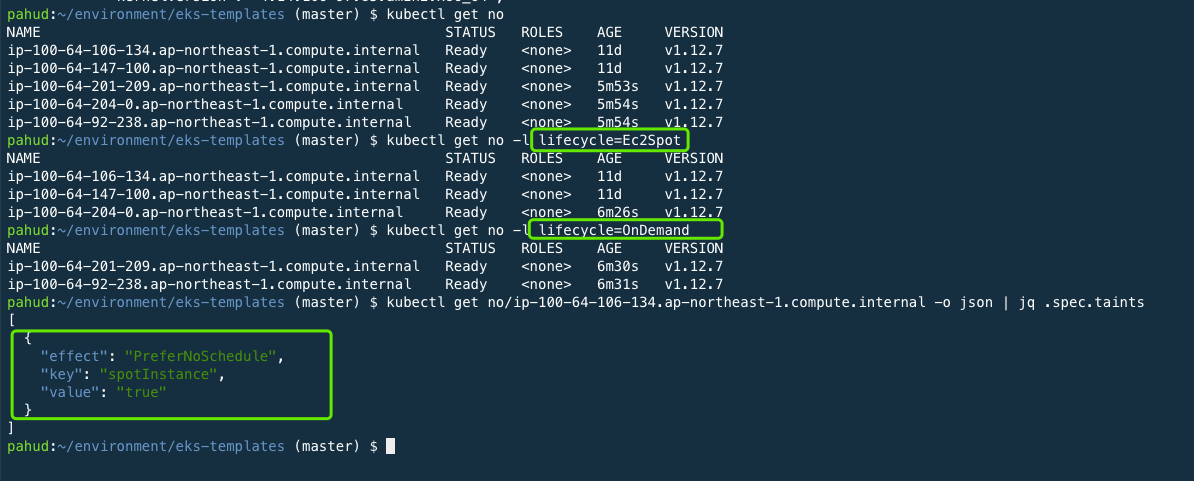 pahud:~/environment/eks-templates (master) $ kubectl get no
NAME STATUS ROLES AGE VERSION
ip-100-64-106-134.ap-northeast-1.compute.internal Ready <none> 11d v1.12.7
ip-100-64-147-100.ap-northeast-1.compute.internal Ready <none> 11d v1.12.7
ip-100-64-201-209.ap-northeast-1.compute.internal Ready <none> 5m53s v1.12.7
ip-100-64-204-0.ap-northeast-1.compute.internal Ready <none> 5m54s v1.12.7
ip-100-64-92-238.ap-northeast-1.compute.internal Ready <none> 5m54s v1.12.7
pahud:~/environment/eks-templates (master) $ kubectl get no -l lifecycle=Ec2Spot
NAME STATUS ROLES AGE VERSION
ip-100-64-106-134.ap-northeast-1.compute.internal Ready <none> 11d v1.12.7
ip-100-64-147-100.ap-northeast-1.compute.internal Ready <none> 11d v1.12.7
ip-100-64-204-0.ap-northeast-1.compute.internal Ready <none> 6m26s v1.12.7
pahud:~/environment/eks-templates (master) $ kubectl get no -l lifecycle=OnDemand
NAME STATUS ROLES AGE VERSION
ip-100-64-201-209.ap-northeast-1.compute.internal Ready <none> 6m30s v1.12.7
ip-100-64-92-238.ap-northeast-1.compute.internal Ready <none> 6m31s v1.12.7
pahud:~/environment/eks-templates (master) $ kubectl get no/ip-100-64-106-134.ap-northeast-1.compute.internal -o json | jq .spec.taints
[
{
"effect": "PreferNoSchedule",
"key": "spotInstance",
"value": "true"
}
]
pahud:~/environment/eks-templates (master) $